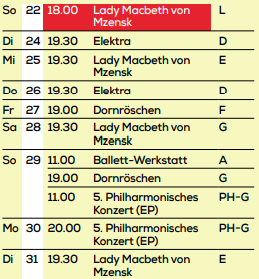 So 22 18.00 Lady Macbeth von L
Mzensk
Di 24 19.30 Elektra D
Mi 25 19.30 Lady Macbeth von E
Mzensk
Do 26 19.30 Elektra D
Fr 27 19.00 Dornröschen F
Sa 28 19.30 Lady Macbeth von G
Mzensk
So 29 11.00 Ballett-Werkstatt A
19.00 Dornröschen G
11.00 5. Philharmonisches PH-G
Konzert (EP)
Mo 30 20.00 5. Philharmonisches PH-G
Konzert (EP)
Di 31 19.30 Lady Macbeth von E
Mzensk